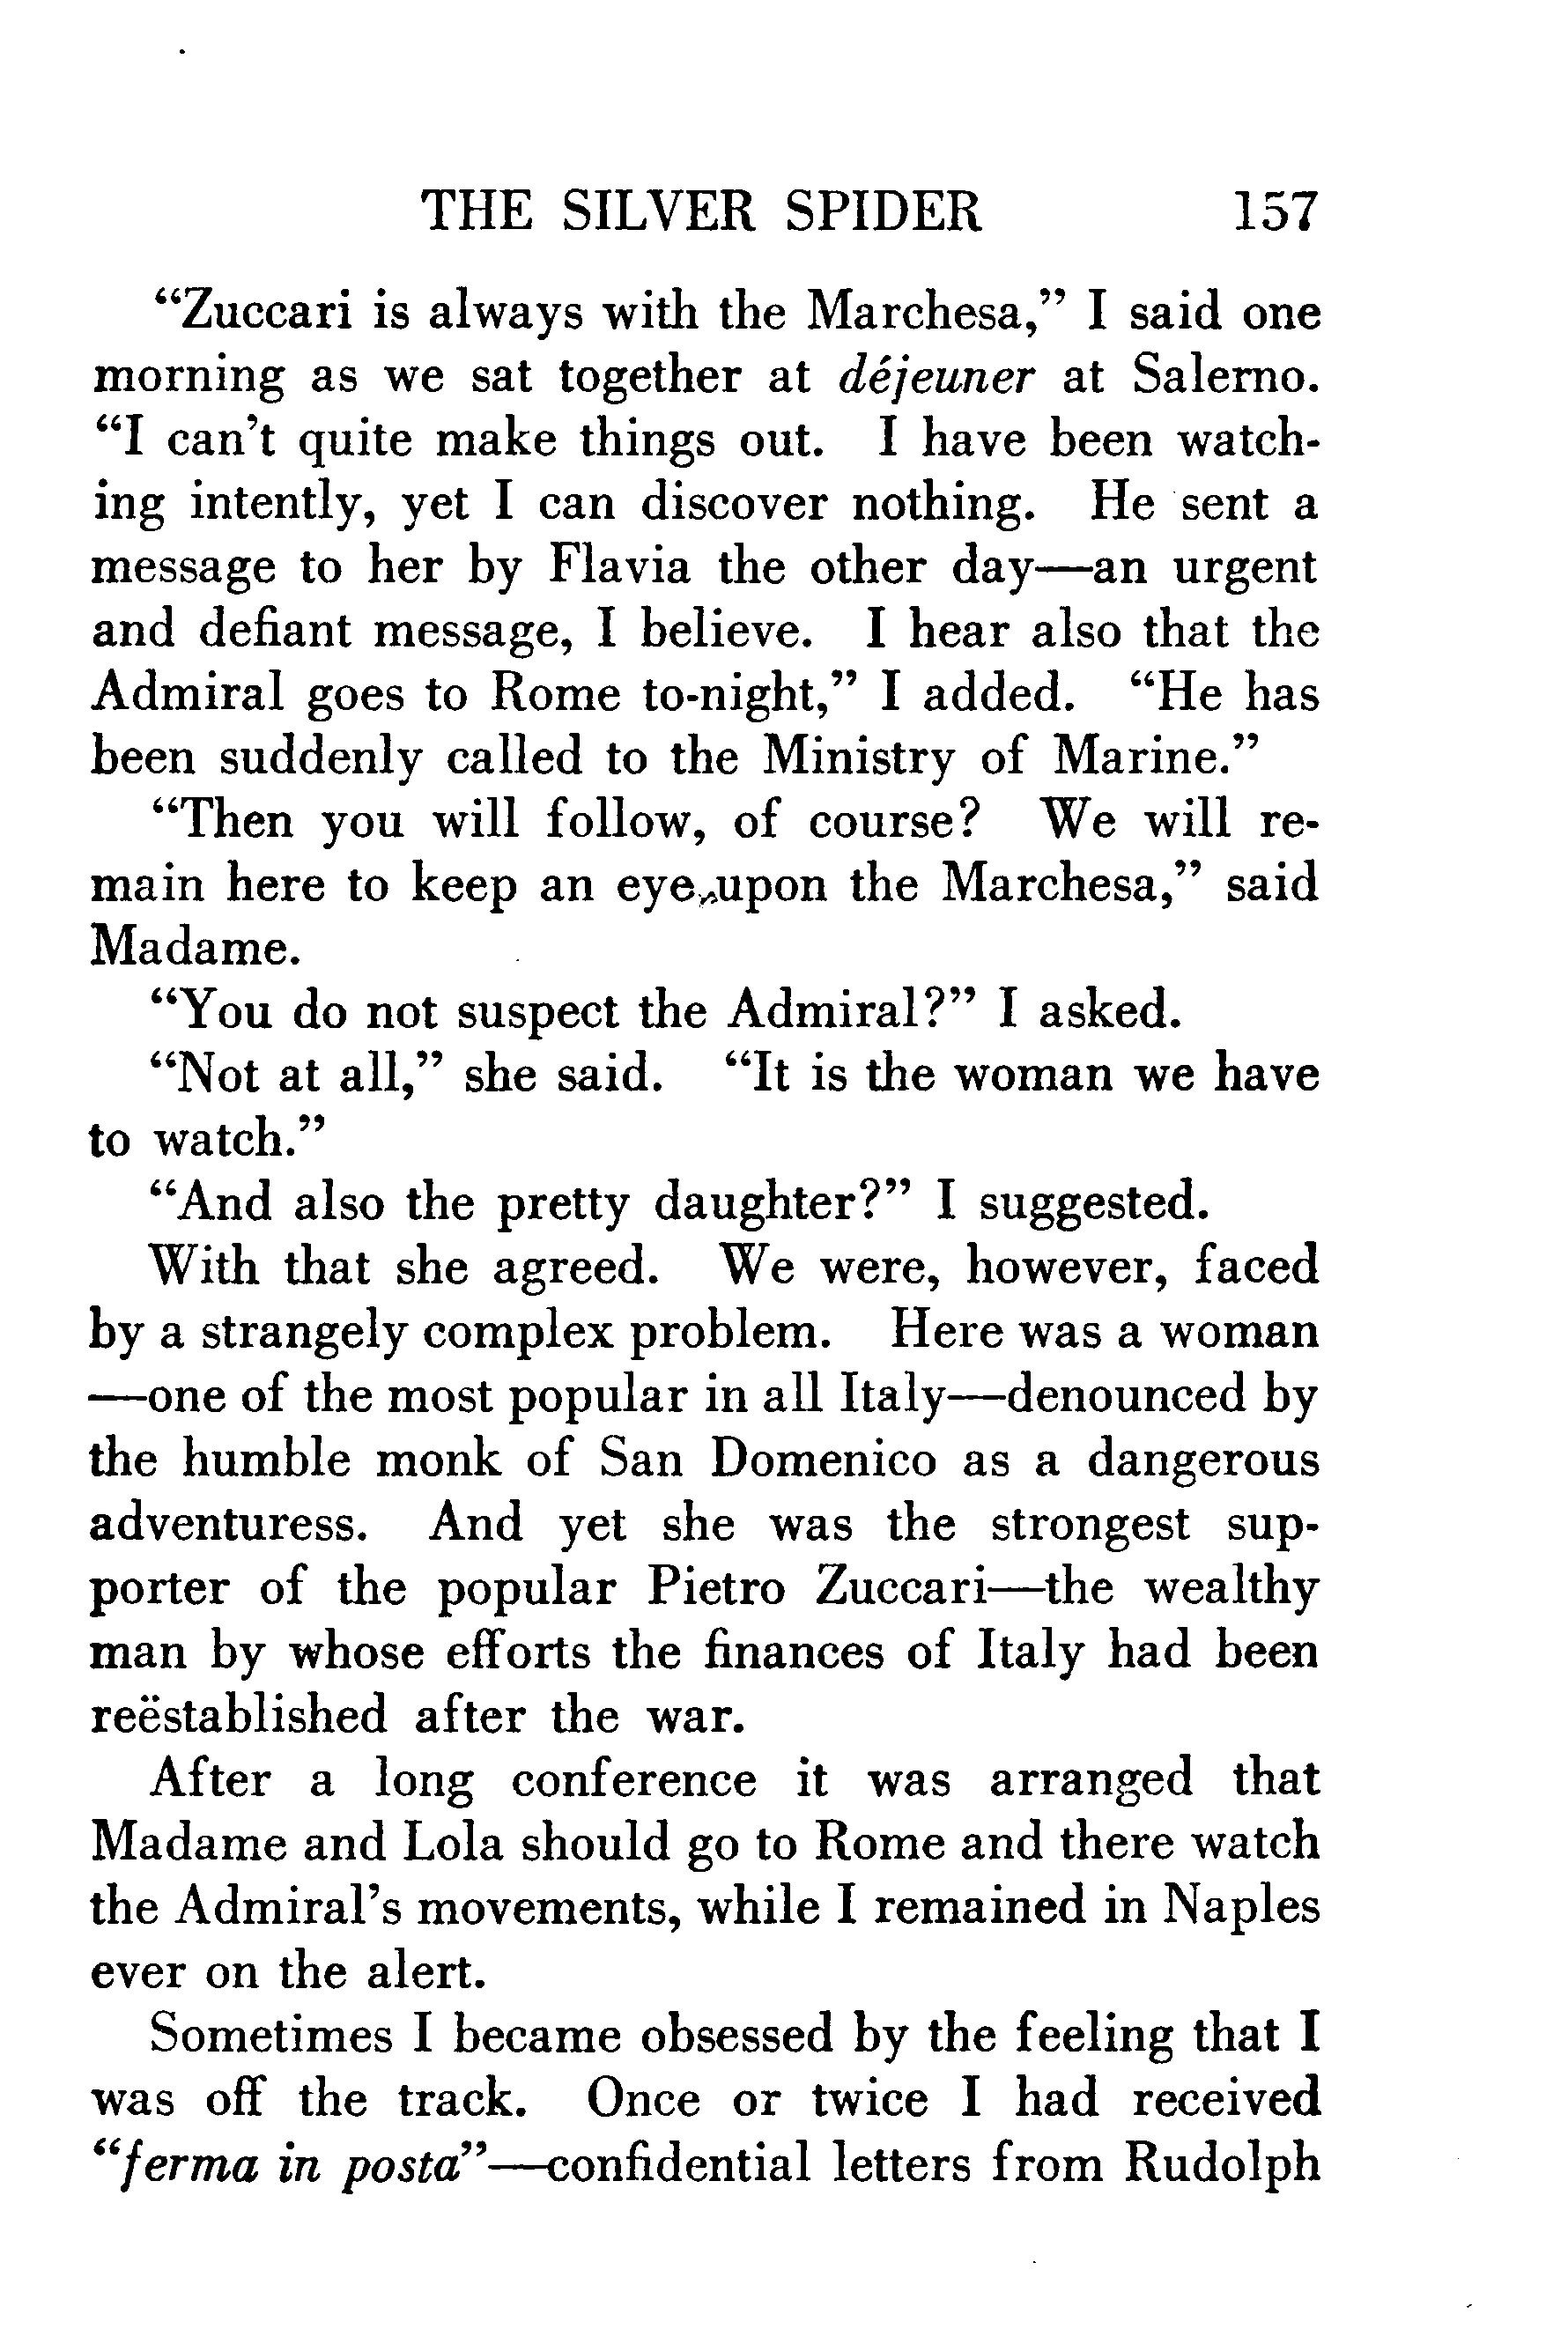 THE SILVER SPIDER 157
“Zuccari is always with the Marchesa,” I said one
morning as we sat together at déjeuner at Salerno.
“I can’t quite make things out. I have been watch-
ing intently, yet I can discover nothing. He sent a
message to her by Flavia the other day—an urgent
and defiant message, I believe. I hear also that the
Admiral goes to Rome to-night,” I added. “He has
been suddenly called to the Ministry of Marine.”
“Then you will follow, of course? We will re-
main here to keep an eye upon the Marchesa,” said
Madame.
“You do not suspect the Admiral?” I asked.
“Not at all,” she said. “It is the woman we have
to watch.”
“And also the pretty daughter?” I suggested.
With that she agreed. We were, however, faced
by a strangely complex problem. Here was a woman
—one of the most popular in all Italy—denounced by
the humble monk of San Domenico as a dangerous
adventuress. And yet she was the strongest sup-
porter of the popular Pietro Zuccari—the wealthy
man by whose efforts the finances of Italy had been
reëstablished after the war.
After a long conference it was arranged that
Madame and Lola should go to Rome and there watch
the Admiral’s movements, while I remained in Naples
ever on the alert.
Sometimes I became obsessed by the feeling that I
was off the track. Once or twice I had received
“ferma in posta”—confidential letters from Rudolph